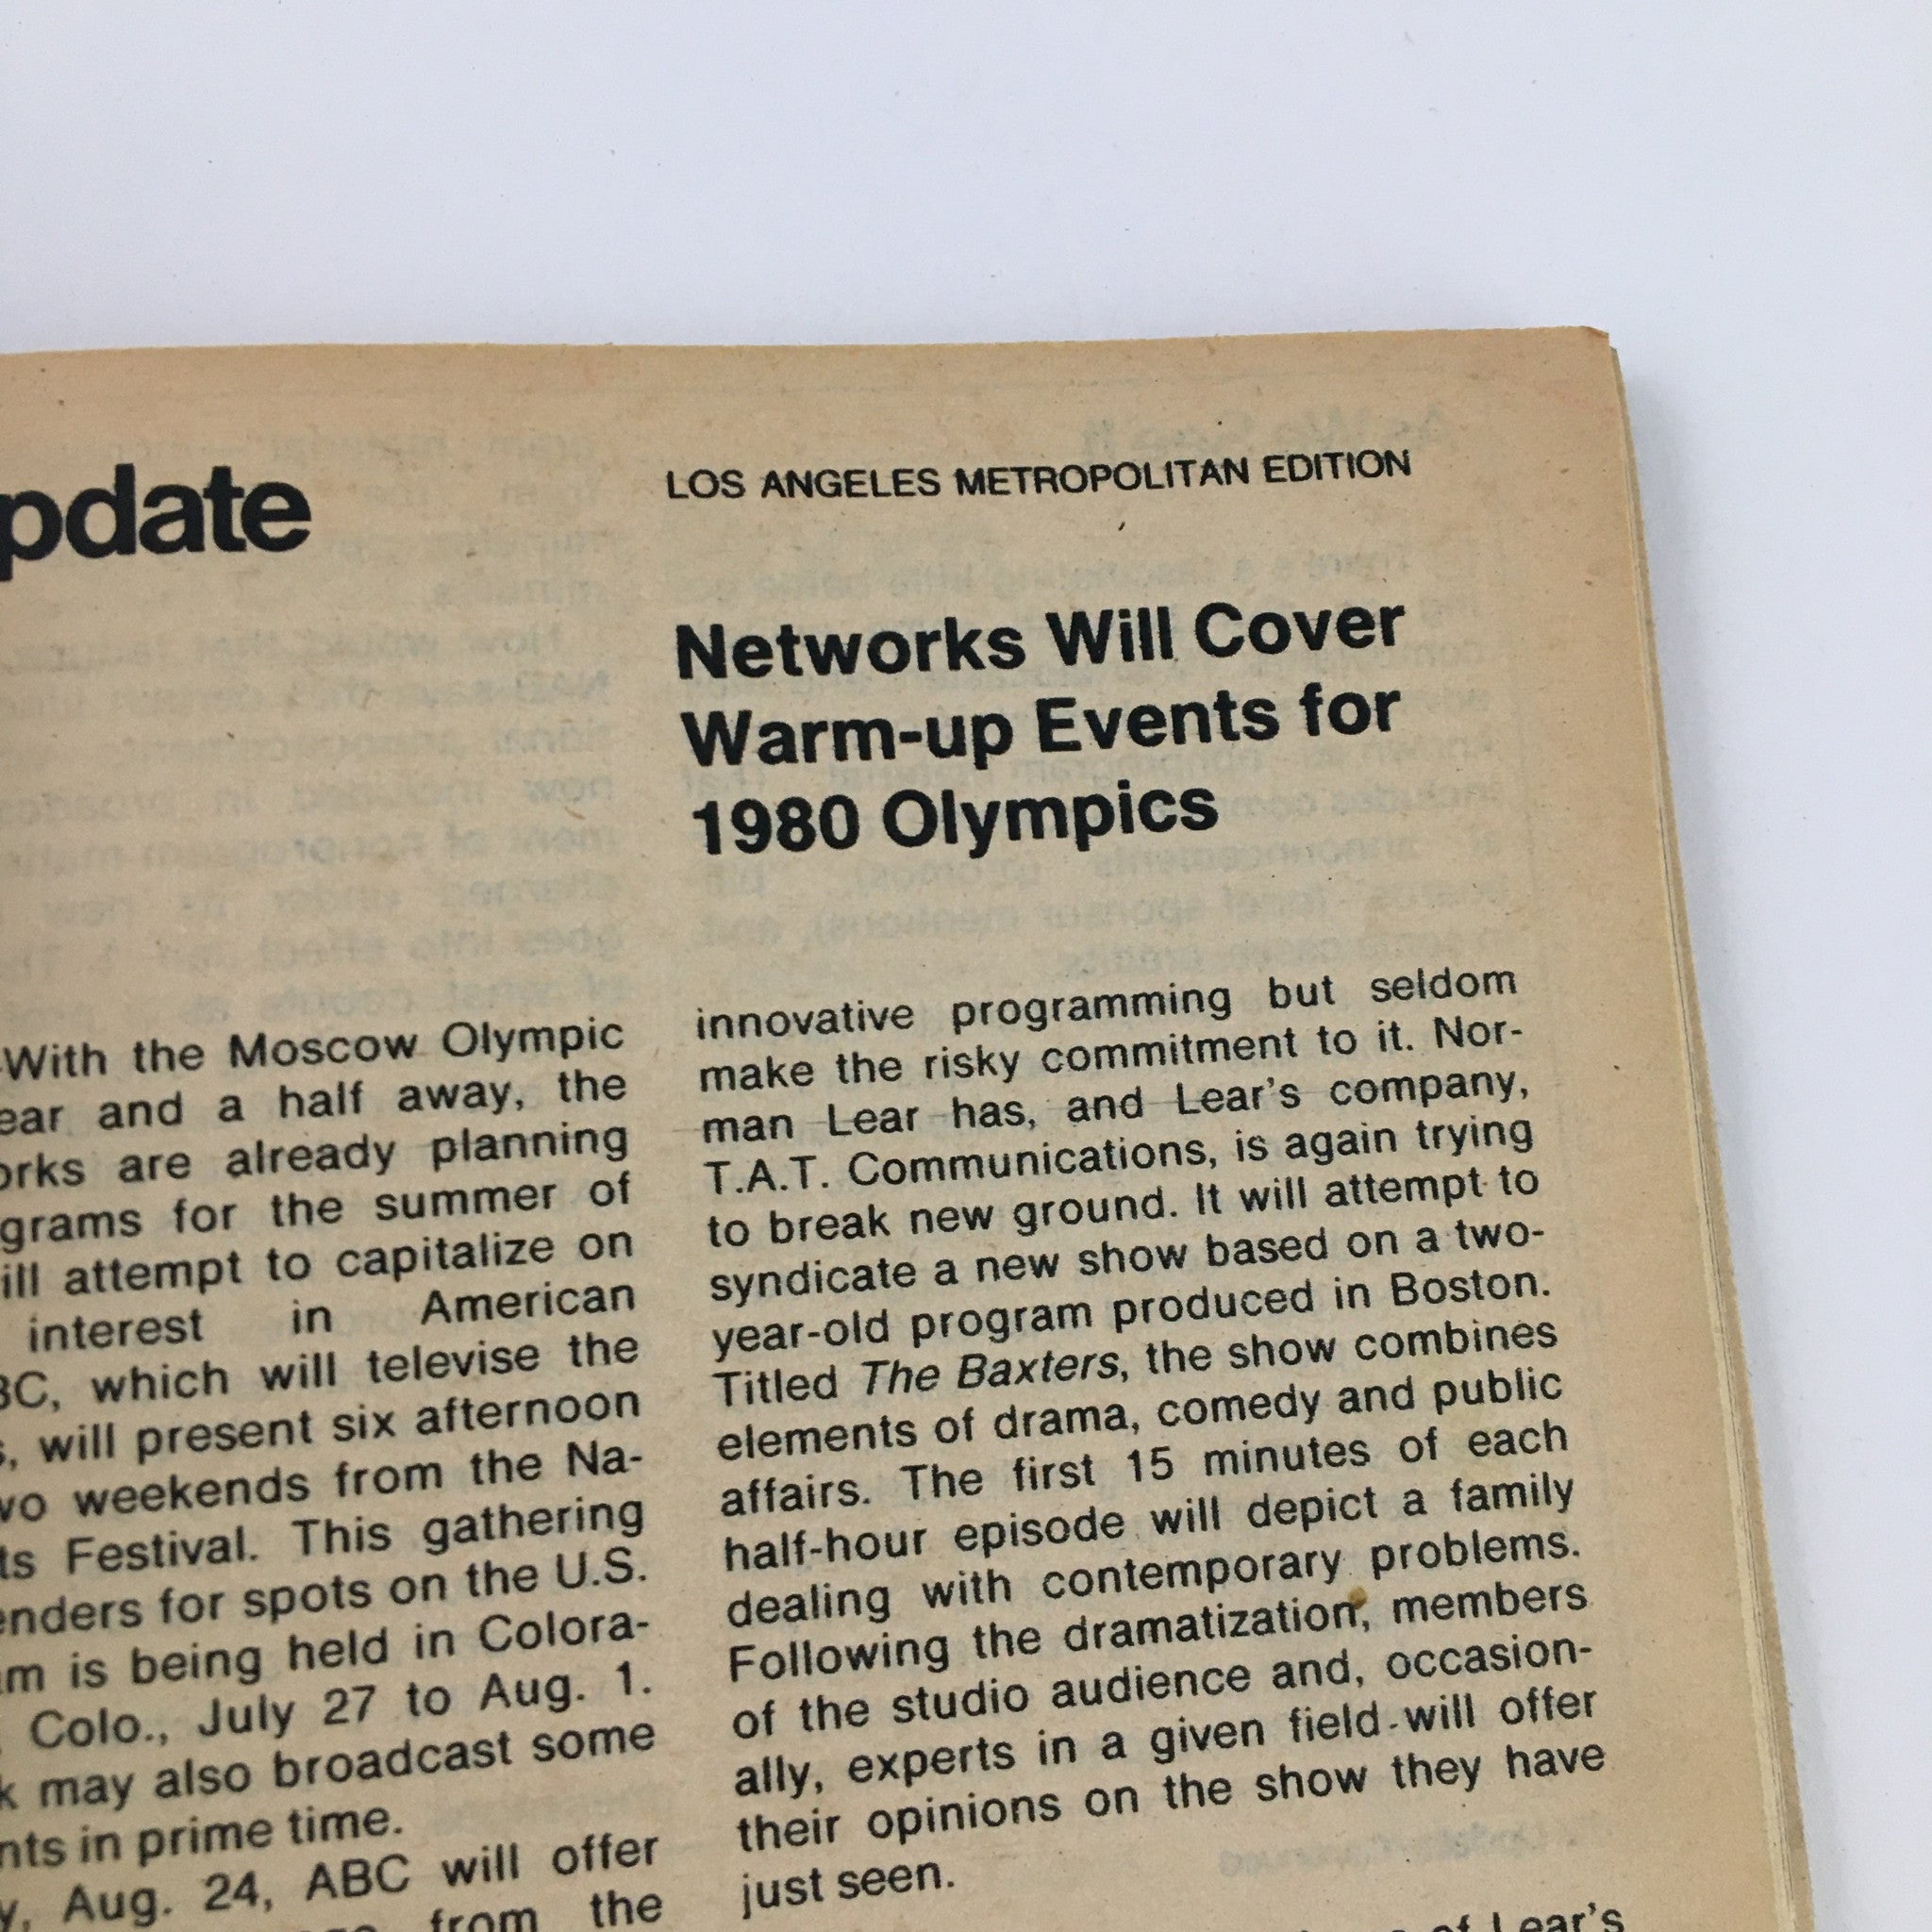 pdate
LOS ANGELES METROPOLITAN EDITION
Networks Will Cover
Warm-up Events for
1980 Olympics
With the Moscow Olympic
ear and a half away, the
orks are already planning
grams for the summer of
ill attempt to capitalize on
interest in American
BC, which will televise the
s, will present six afternoon
wo weekends from the Na-
ts Festival. This gathering
enders for spots on the U.S.
am is being held in Colora-
Colo., July 27 to Aug. 1.
k may also broadcast some
nts in prime time.
y, Aug. 24, ABC will offer
from the
innovative programming but seldom
make the risky commitment to it. Nor-
man Lear has, and Lear's company,
T.A.T. Communications, is again trying
to break new ground. It will attempt to
syndicate a new show based on a two-
year-old program produced in Boston.
Titled The Baxters, the show combines
elements of drama, comedy and public
affairs. The first 15 minutes of each
half-hour episode will depict a family
dealing with contemporary problems.
Following the dramatization, members
of the studio audience and, occasion-
ally, experts in a given field will offer
their opinions on the show they have
just seen.
of Lear's